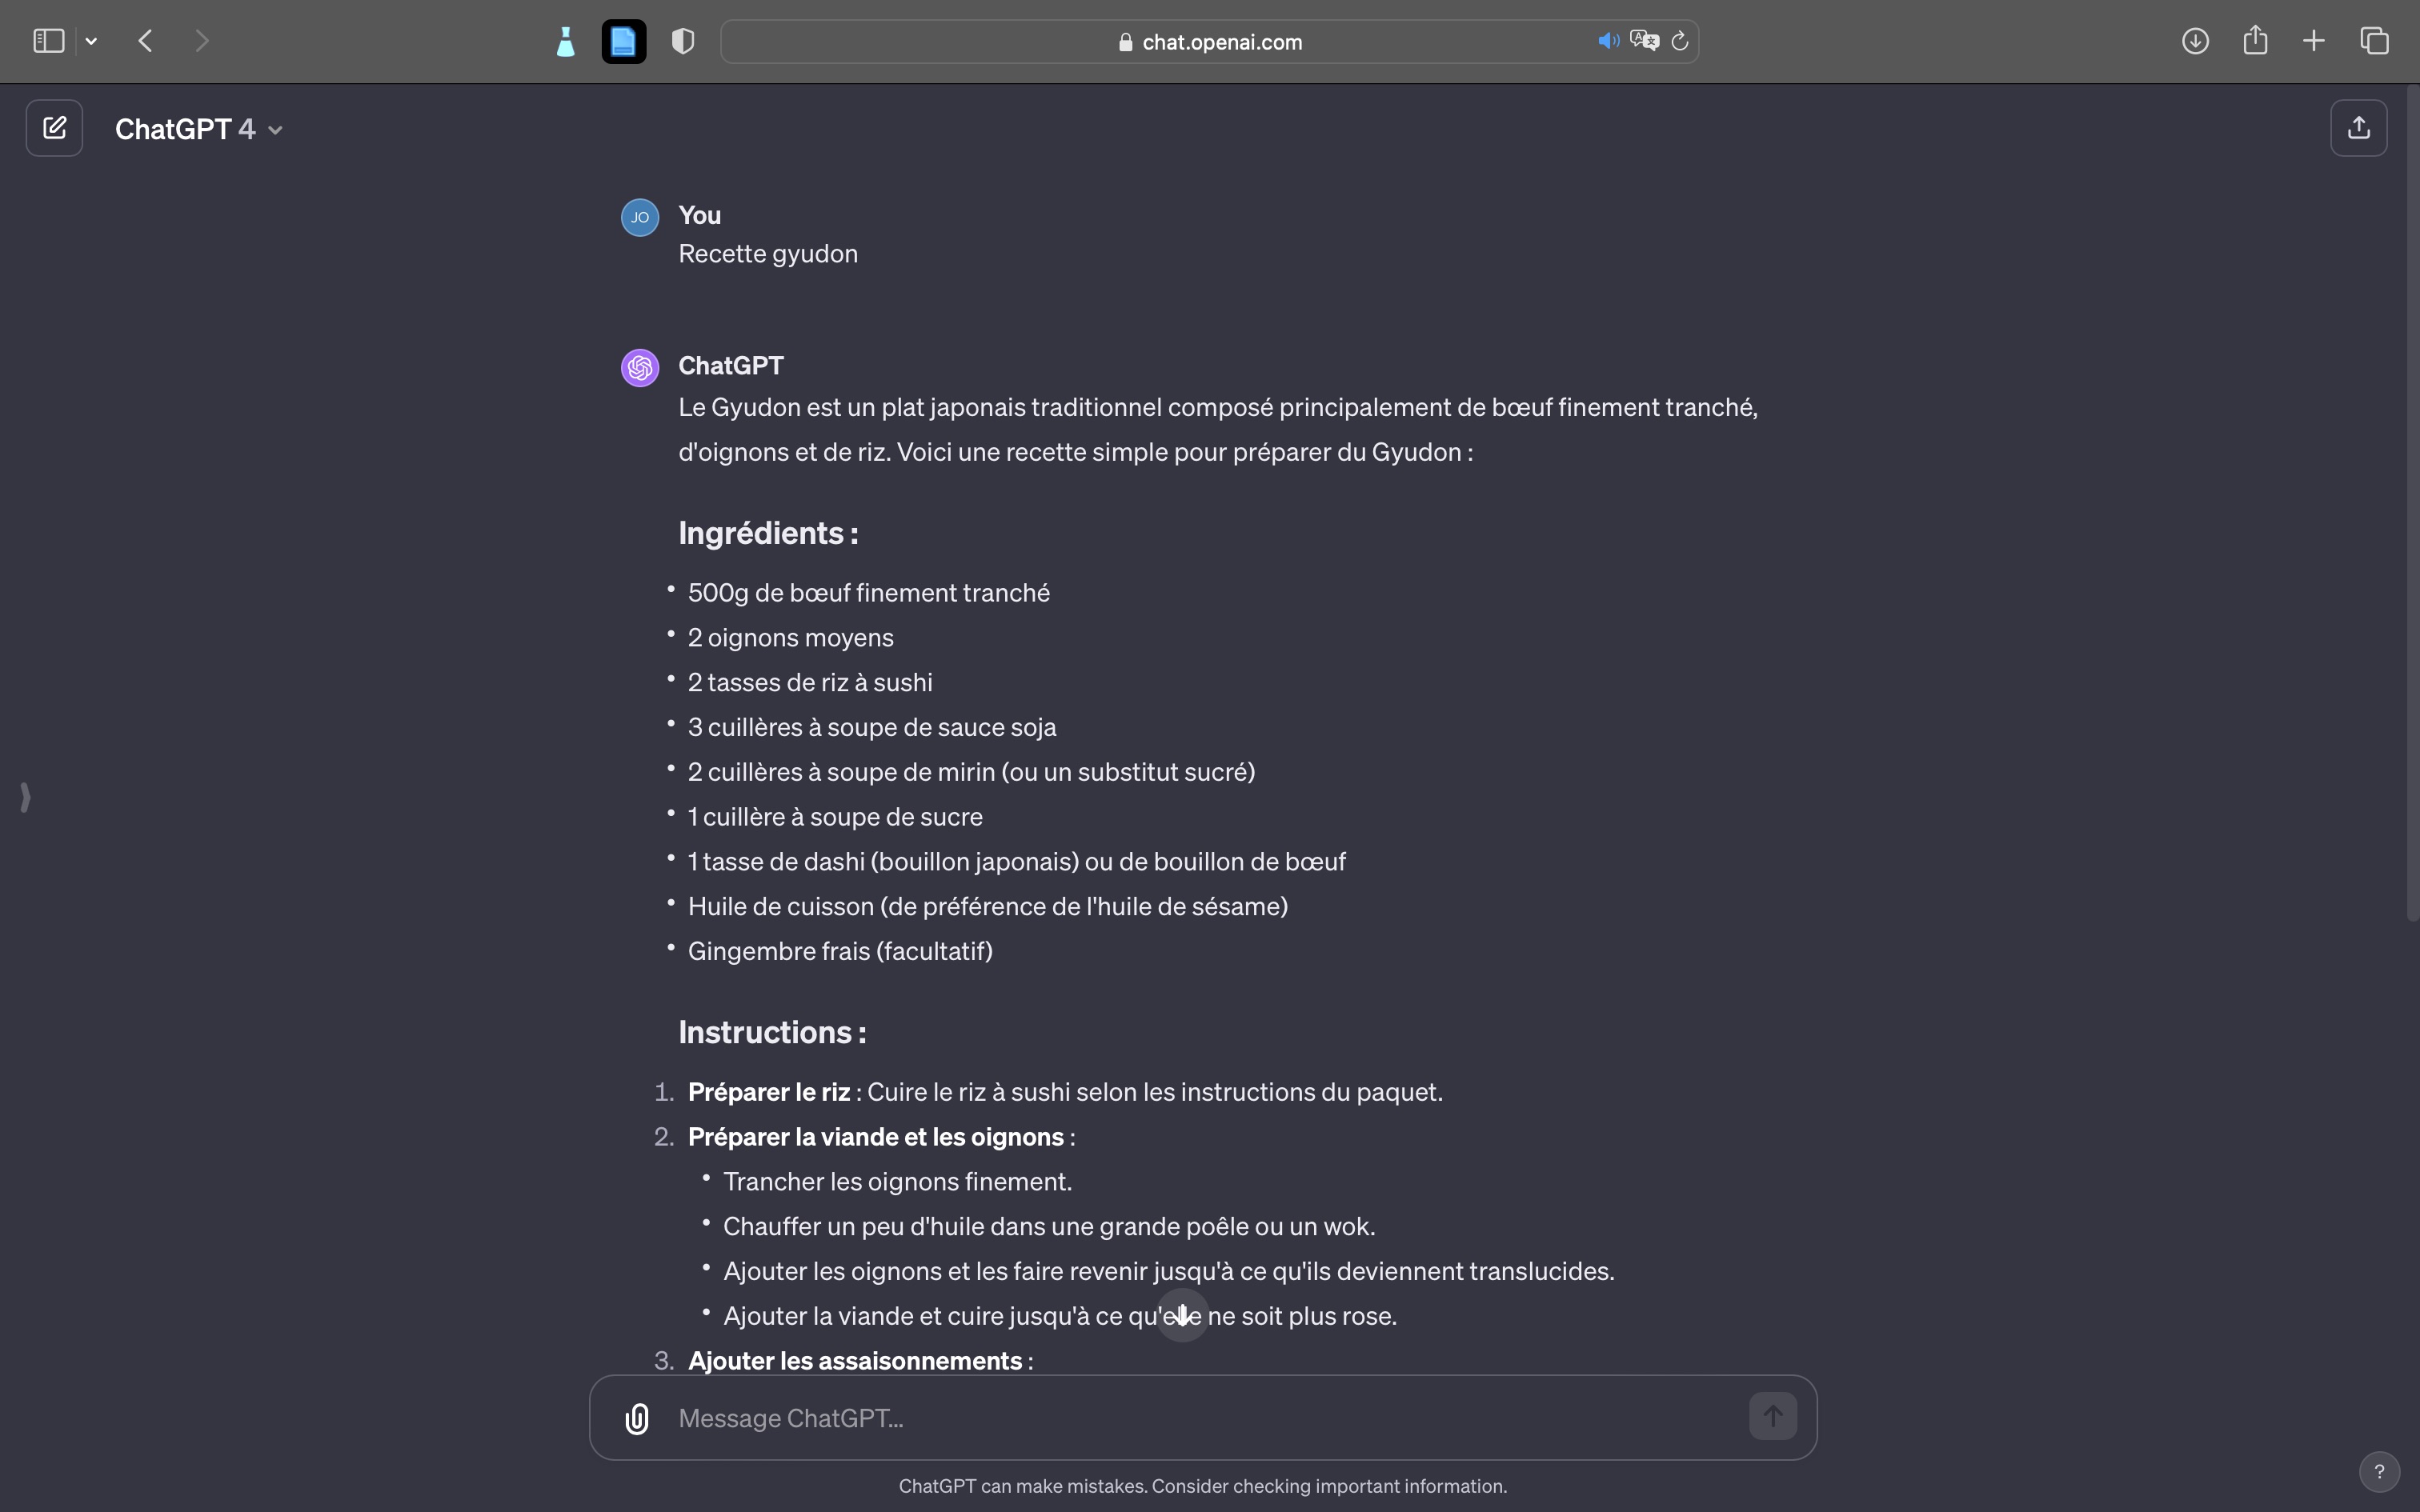 chat.openai.com
ChatGPT 4
JO
You
Recette gyudon
ChatGPT
Le Gyudon est un plat japonais traditionnel composé principalement de bœuf finement tranché,
d'oignons et de riz. Voici une recette simple pour préparer du Gyudon :
Ingrédients :
• 500g de bœuf finement tranché
• 2 oignons moyens
• 2 tasses de riz à sushi
• 3 cuillères à soupe de sauce soja
• 2 cuillères à soupe de mirin (ou un substitut sucré)
• 1 cuillère à soupe de sucre
• 1 tasse de dashi (bouillon japonais) ou de bouillon de bœuf
• Huile de cuisson (de préférence de l'huile de sésame)
• Gingembre frais (facultatif)
Instructions :
1. Préparer le riz : Cuire le riz à sushi selon les instructions du paquet.
2. Préparer la viande et les oignons :
• Trancher les oignons finement.
• Chauffer un peu d'huile dans une grande poêle ou un wok.
• Ajouter les oignons et les faire revenir jusqu'à ce qu'ils deviennent translucides.
• Ajouter la viande et cuire jusqu'à ce qu'elle ne soit plus rose.
3. Ajouter les assaisonnements :
Message ChatGPT...
ChatGPT can make mistakes. Consider checking important information.
?